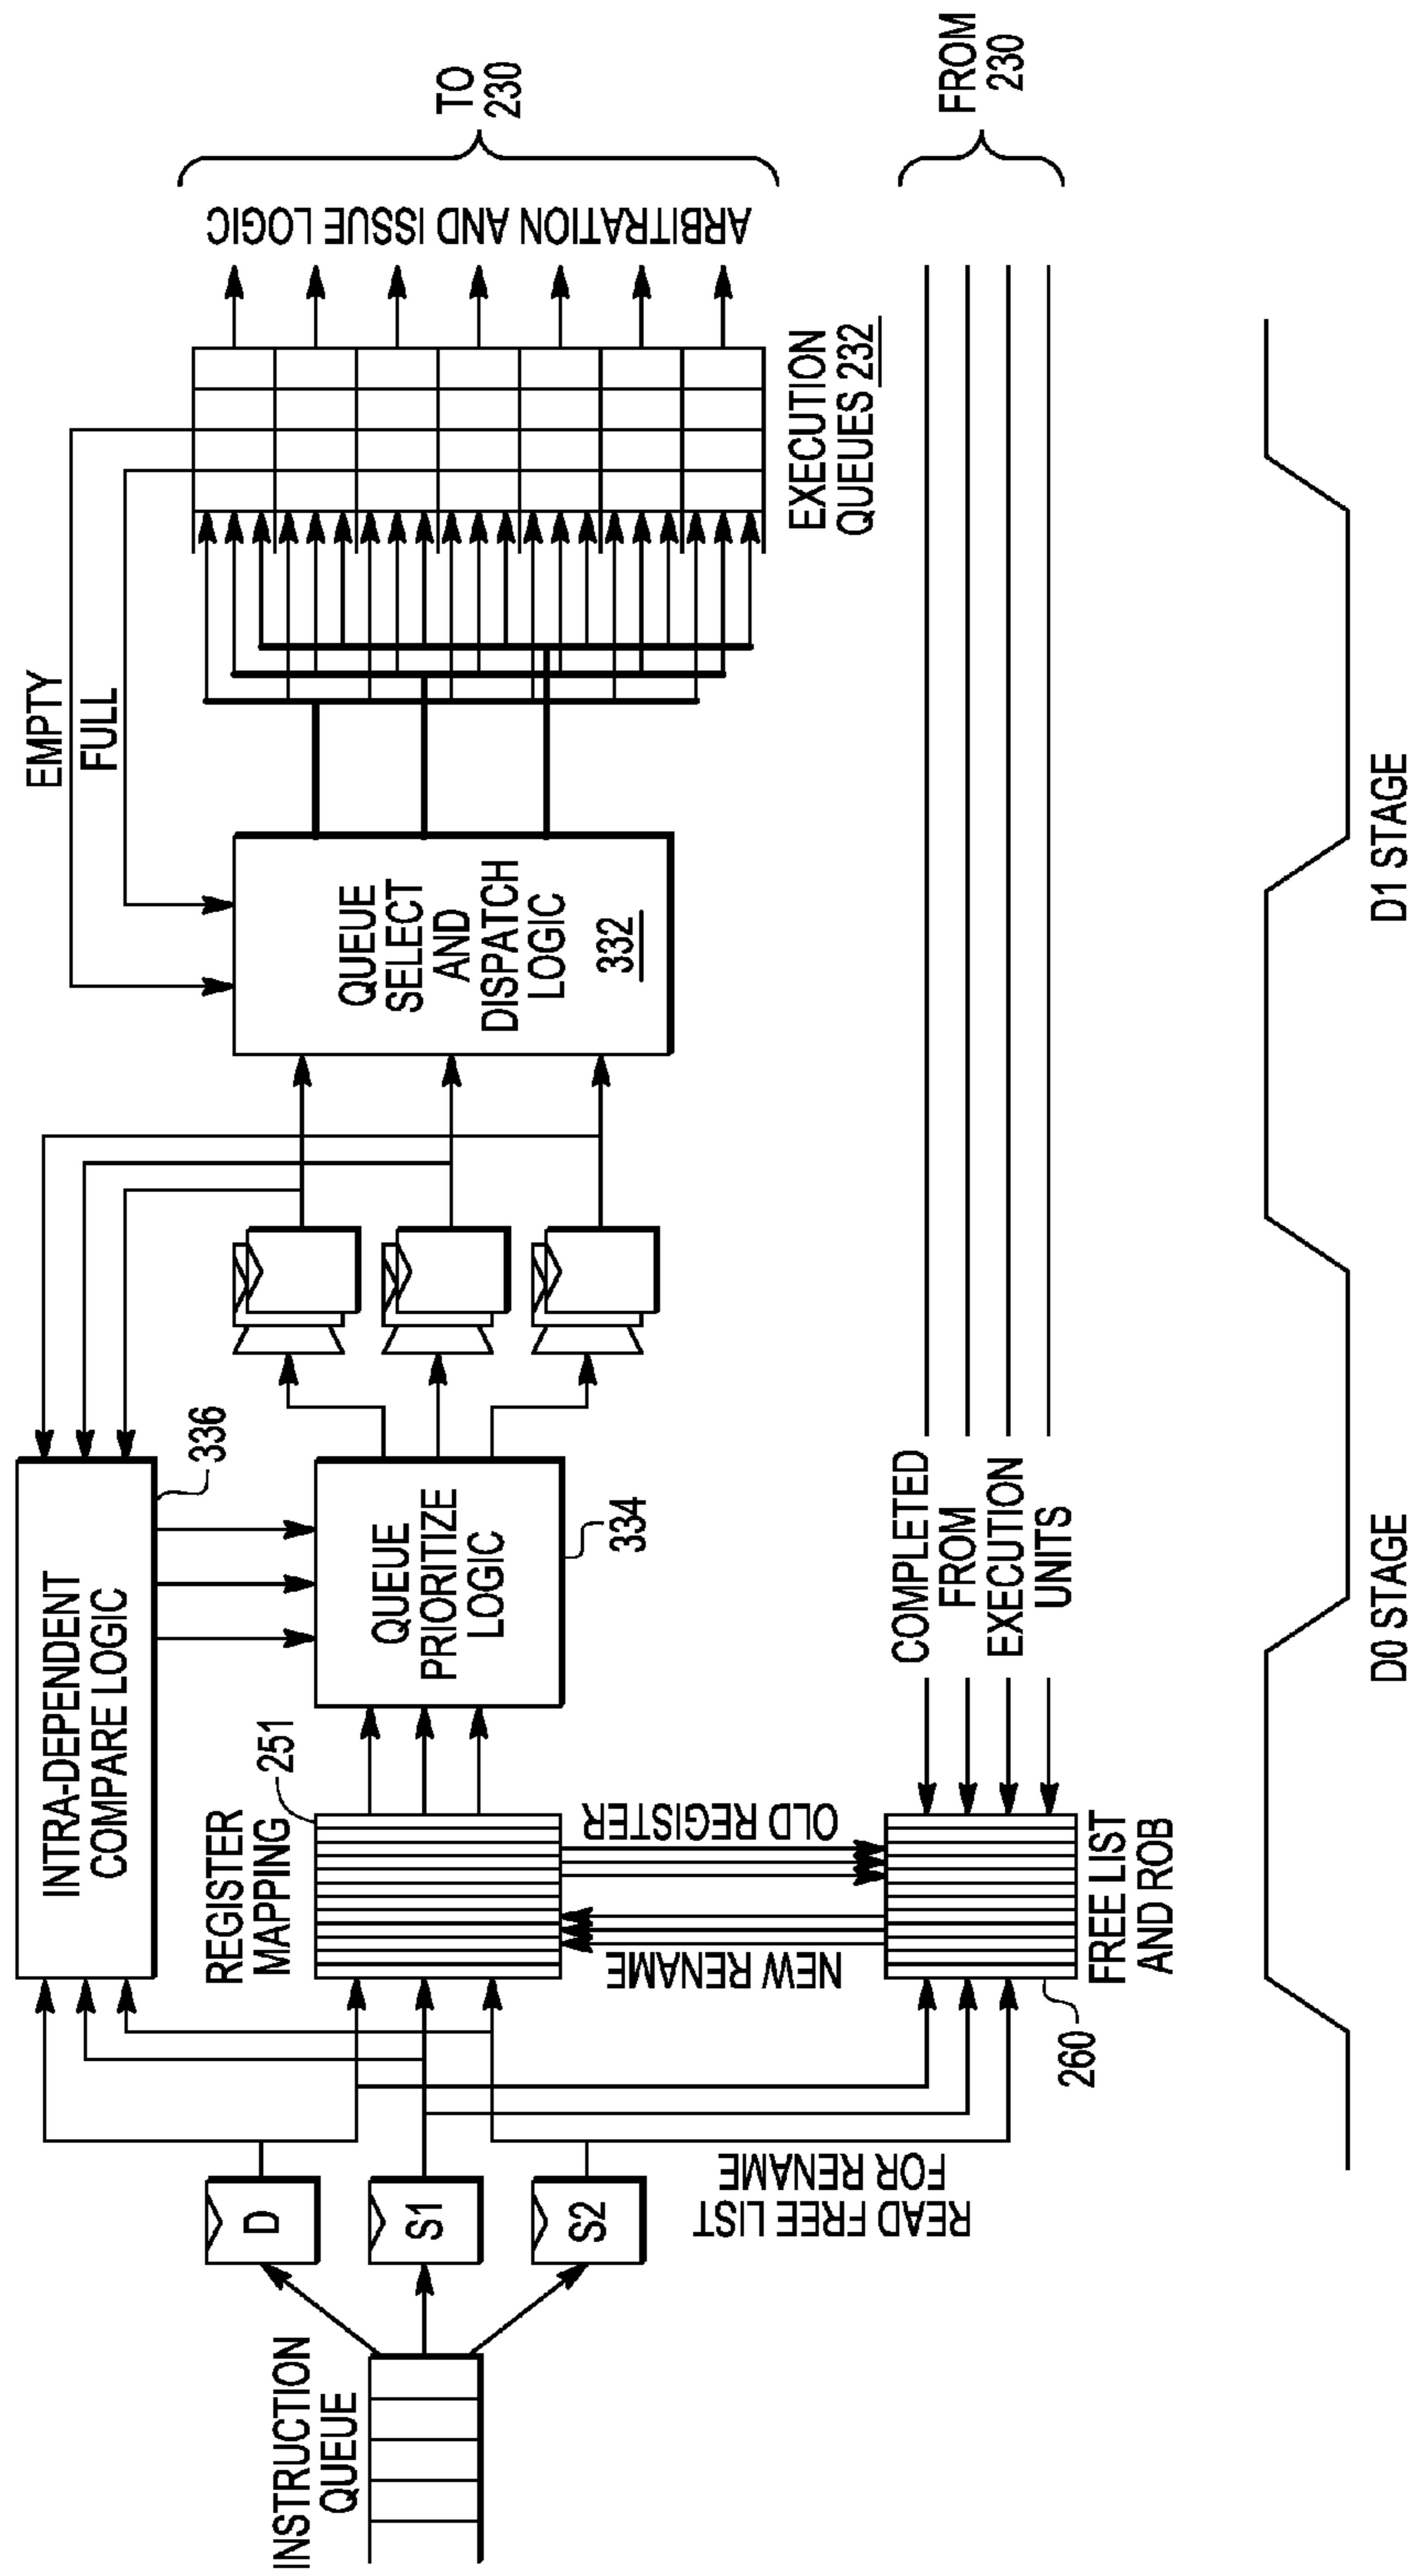 INSTRUCTION
QUEUE
D
S1
S2
READ FREE LIST
FOR RENAME
INTRA-DEPENDENT
COMPARE LOGIC
336
REGISTER
MAPPING
251
NEW RENAME
OLD REGISTER
260
FREE LIST
AND ROB
QUEUE
PRIORITIZE
LOGIC
334
COMPLETED
FROM
EXECUTION
UNITS
EMPTY
FULL
QUEUE
SELECT
AND
DISPATCH
LOGIC
332
EXECUTION
QUEUES 232
ARBITRATION AND ISSUE LOGIC
TO
230
FROM
230
D0 STAGE
D1 STAGE